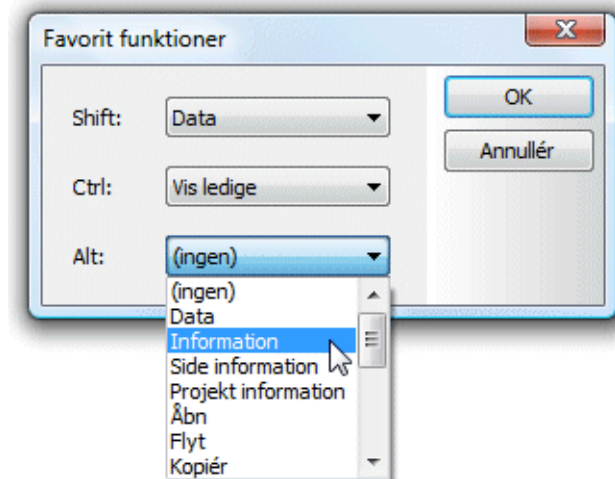 Favorit funktioner
Shift: Data
OK
Ctrl: Vis ledige
Annullér
Alt: (ingen)
(ingen)
Data
Information
Side information
Projekt information
Åbn
Flyt
Kopiér